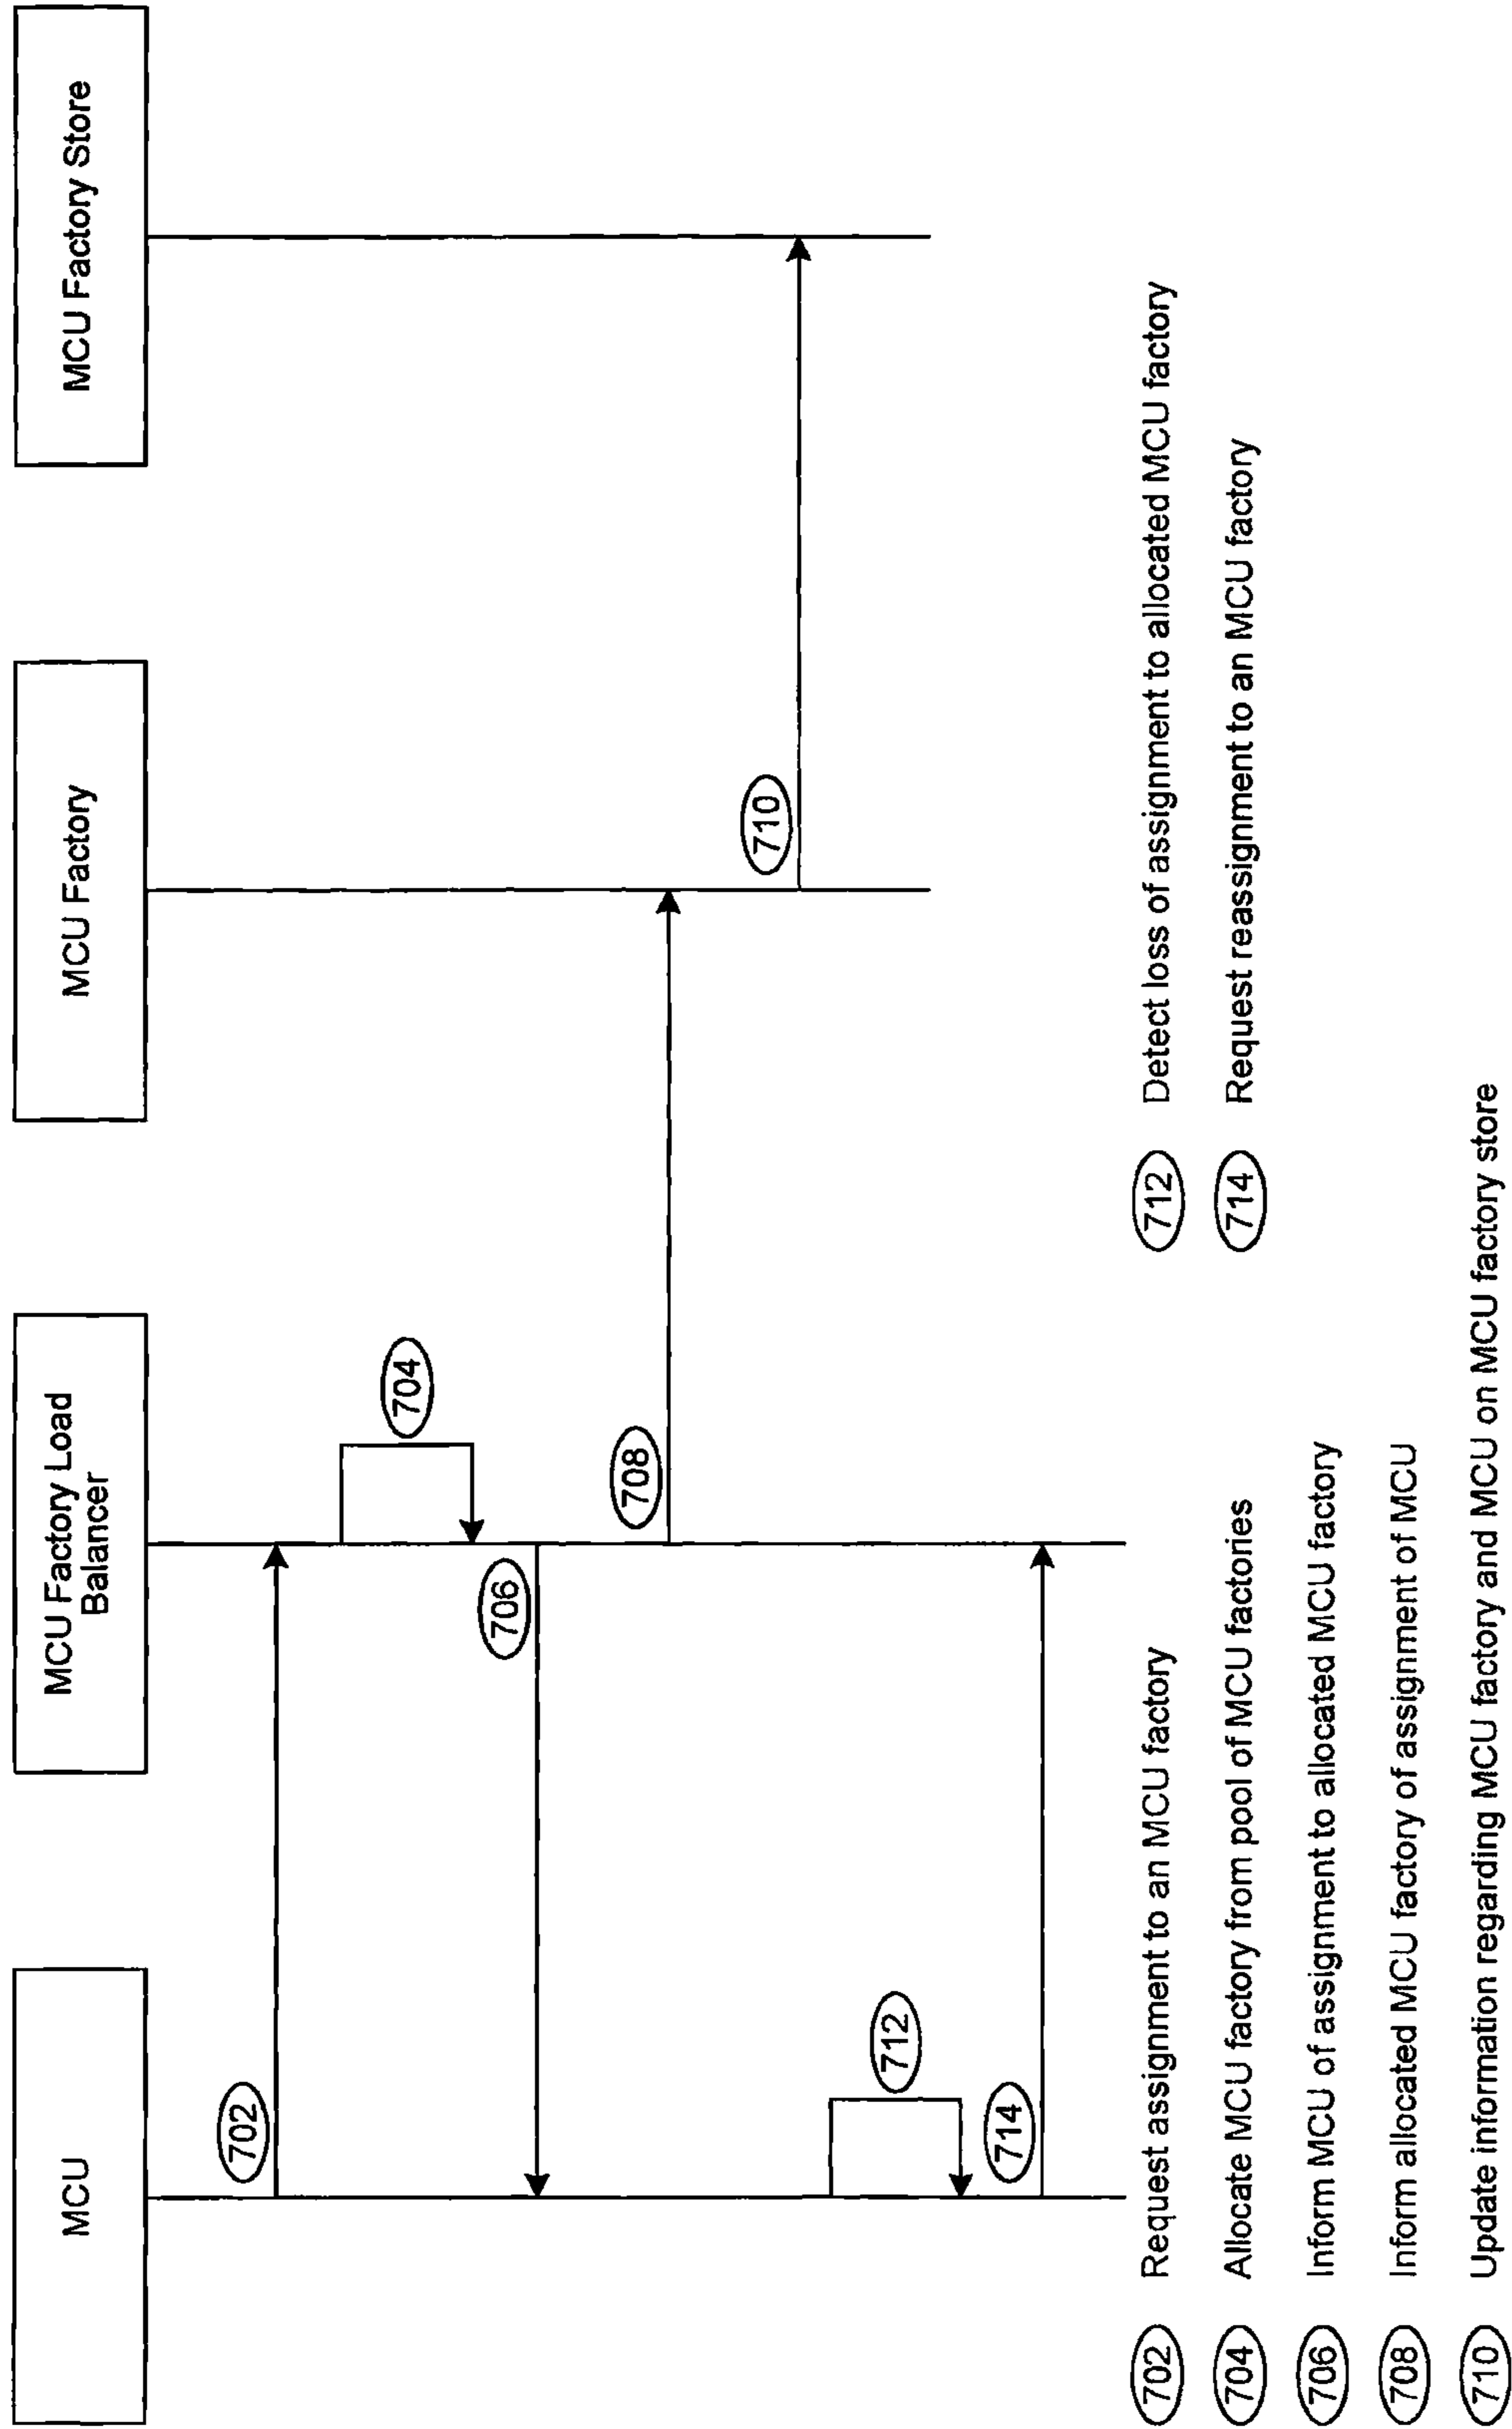 MCU
MCU Factory Load
Balancer
MCU Factory
MCU Factory Store
702
704
706
708
710
712
714
702 Request assignment to an MCU factory
704 Allocate MCU factory from pool of MCU factories
706 Inform MCU of assignment to allocated MCU factory
708 Inform allocated MCU factory of assignment of MCU
710 Update information regarding MCU factory and MCU on MCU factory store
712 Detect loss of assignment to allocated MCU factory
714 Request reassignment to an MCU factory